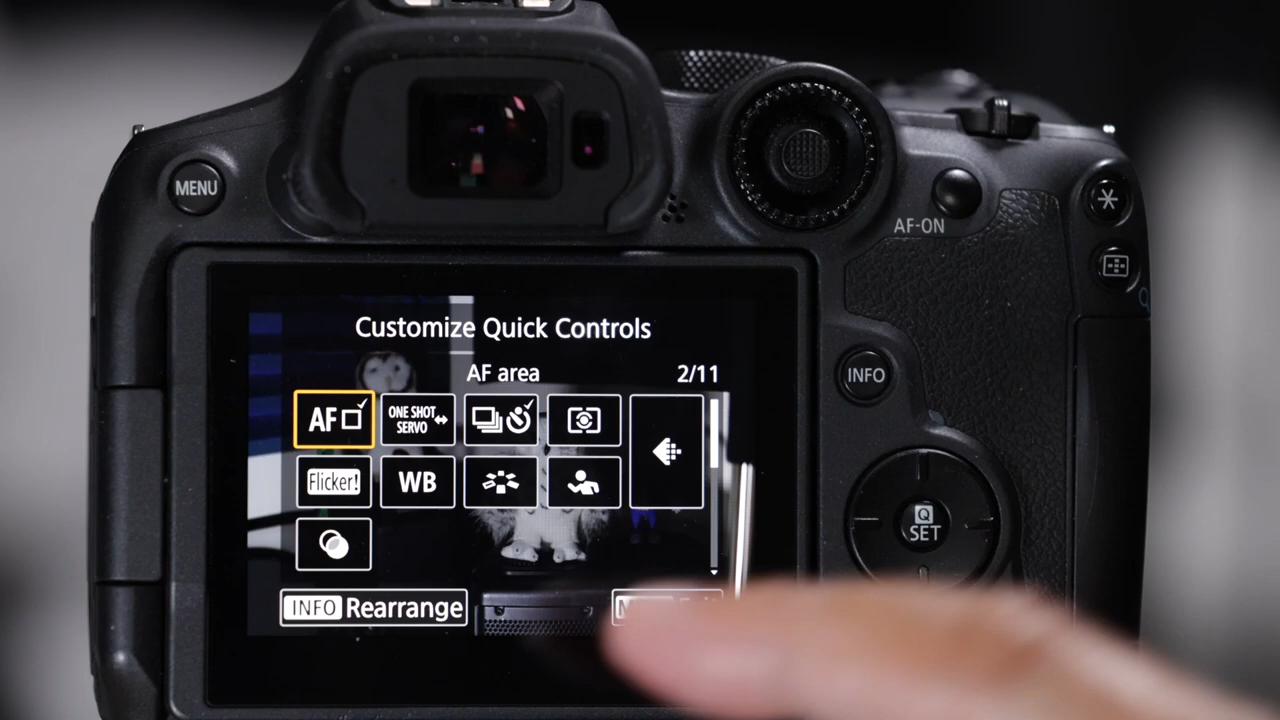 MENU
AF-ON
INFO
Q
SET
Customize Quick Controls
AF area 2/11
AF ONE SHOT
SERVO
Flicker! WB
INFO Rearrange